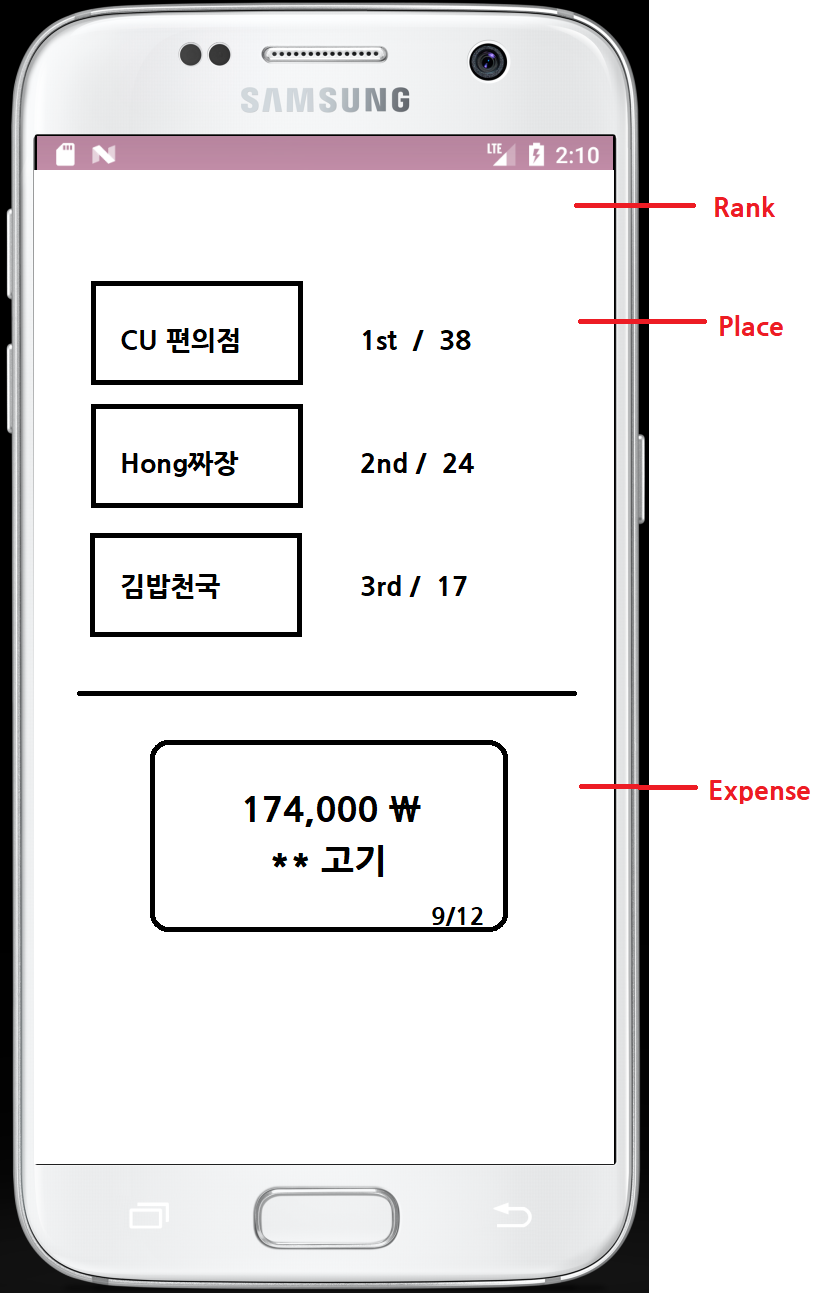 SAMSUNG
LTE 2:10
Rank
Place
CU 편의점 1st / 38
Hong짜장 2nd / 24
김밥천국 3rd / 17
Expense
174,000 ₩
** 고기
9/12